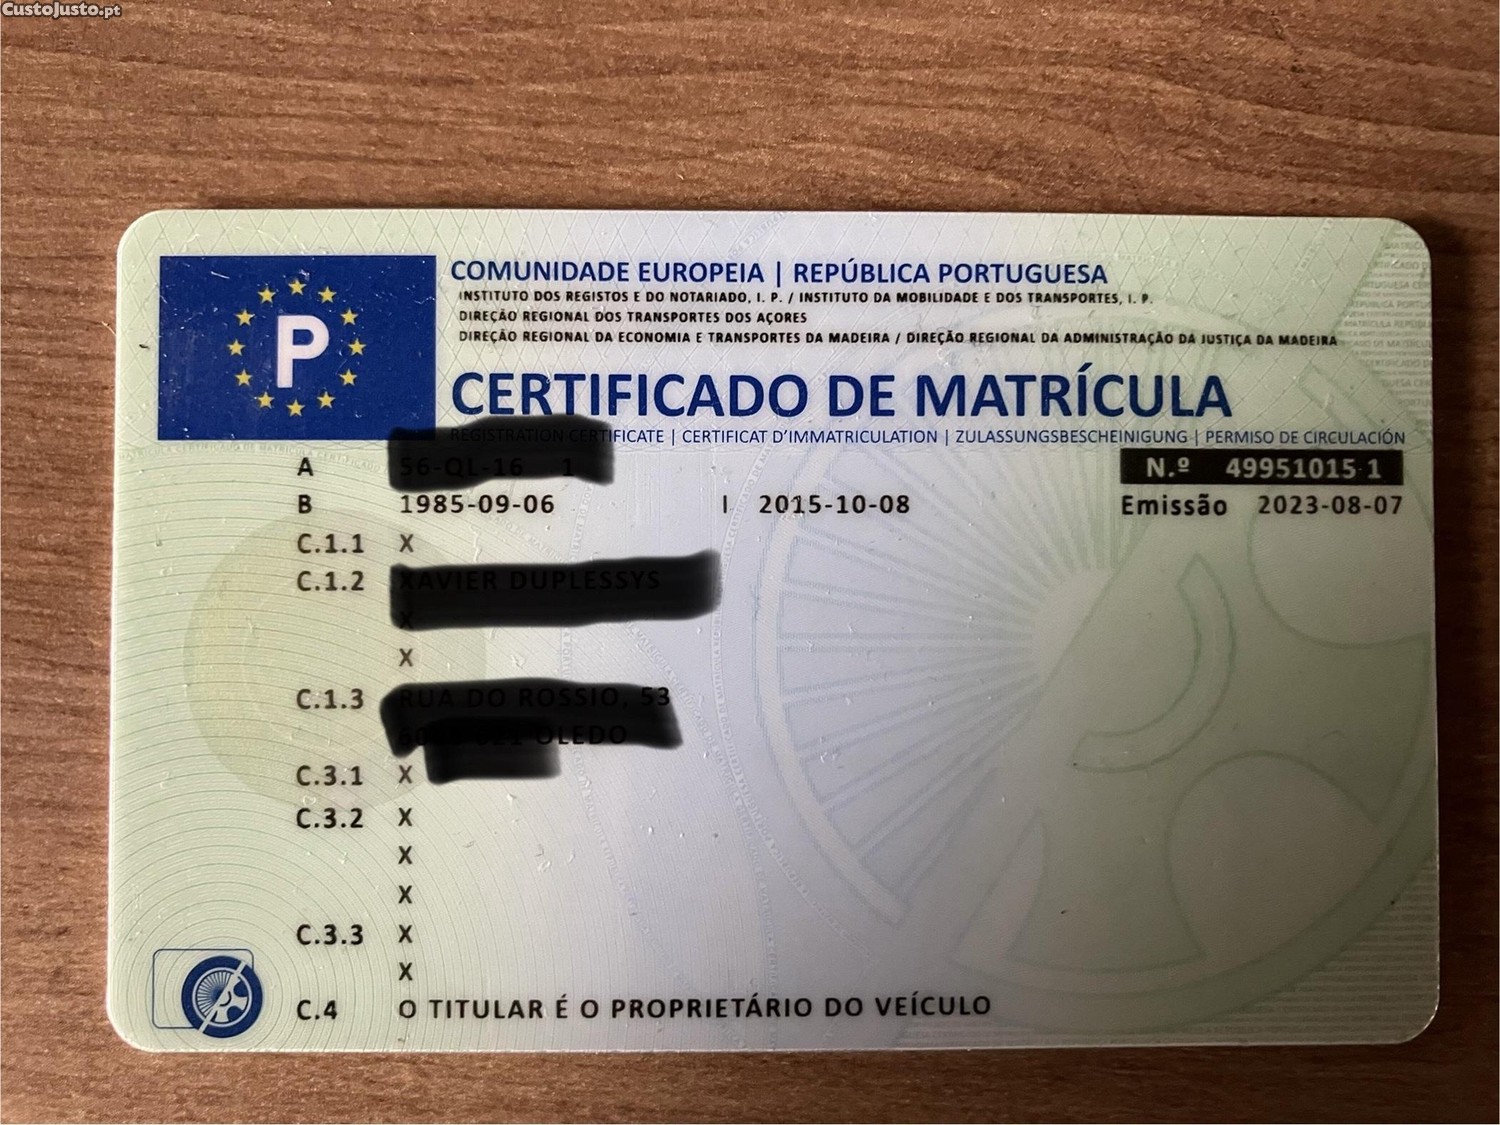 CustoJusto.pt
P
COMUNIDADE EUROPEIA | REPÚBLICA PORTUGUESA
INSTITUTO DOS REGISTOS E DO NOTARIADO, I. P. / INSTITUTO DA MOBILIDADE E DOS TRANSPORTES, I. P.
DIREÇÃO REGIONAL DOS TRANSPORTES DOS AÇORES
DIREÇÃO REGIONAL DA ECONOMIA E TRANSPORTES DA MADEIRA / DIREÇÃO REGIONAL DA ADMINISTRAÇÃO DA JUSTIÇA DA MADEIRA
CERTIFICADO DE MATRÍCULA
REGISTRATION CERTIFICATE | CERTIFICAT D'IMMATRICULATION | ZULASSUNGSBESCHEINIGUNG | PERMISO DE CIRCULACIÓN
A N.º 49951015 1
B 1985-09-06 I 2015-10-08 Emissão 2023-08-07
C.1.1 X
C.1.2
X
C.1.3
C.3.1 X
C.3.2 X
X
X
C.3.3 X
X
C.4 O TITULAR É O PROPRIETÁRIO DO VEÍCULO